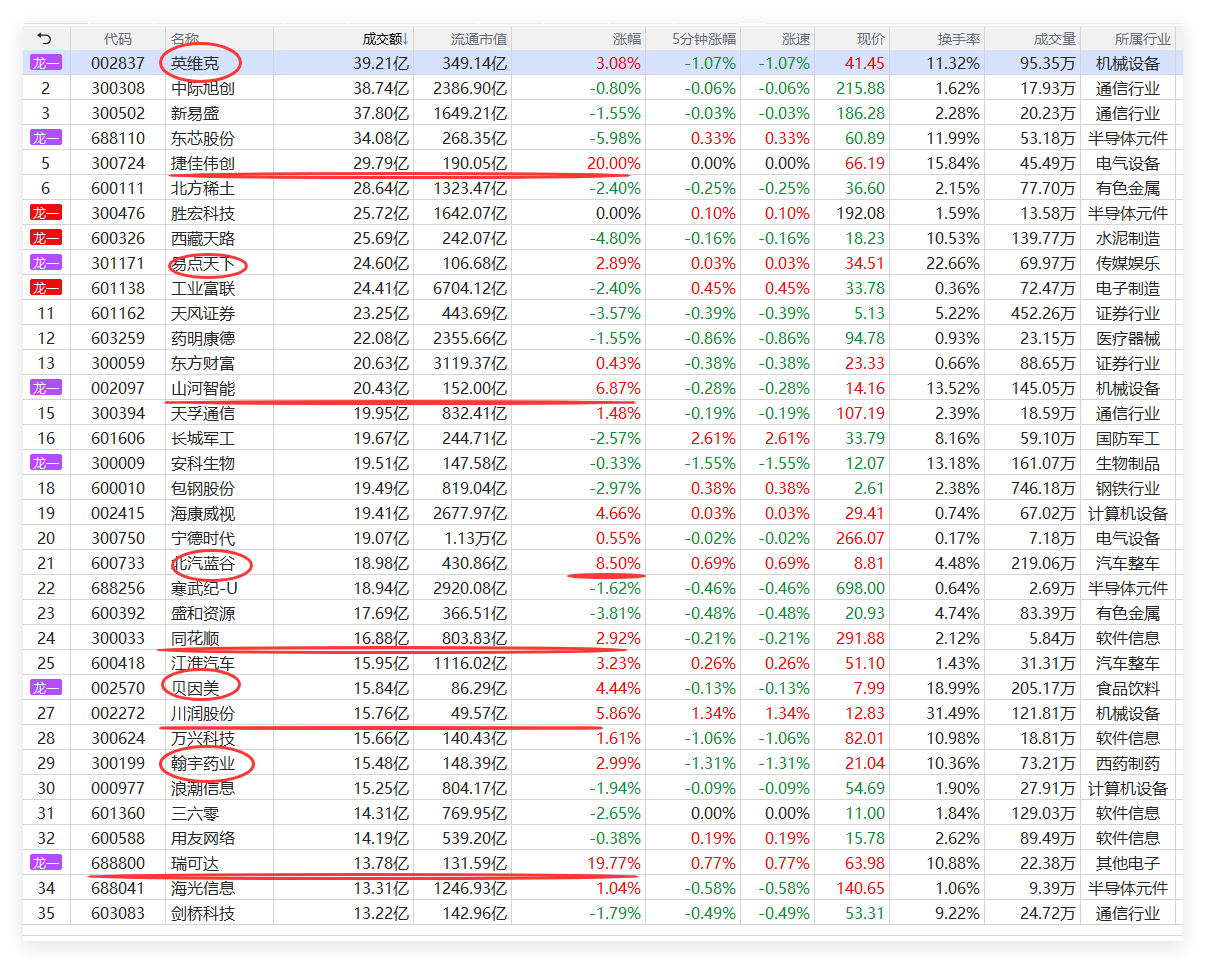 代码 名称 成交额↓ 流通市值 涨幅 5分钟涨幅 涨速 现价 换手率 成交量 所属行业
龙一 002837 英维克 39.21亿 349.14亿 3.08% -1.07% -1.07% 41.45 11.32% 95.35万 机械设备
2 300308 中际旭创 38.74亿 2386.90亿 -0.80% -0.06% -0.06% 215.88 1.62% 17.93万 通信行业
3 300502 新易盛 37.80亿 1649.21亿 -1.55% -0.03% -0.03% 186.28 2.28% 20.23万 通信行业
龙一 688110 东芯股份 34.08亿 268.35亿 -5.98% 0.33% 0.33% 60.89 11.99% 53.18万 半导体元件
5 300724 捷佳伟创 29.79亿 190.05亿 20.00% 0.00% 0.00% 66.19 15.84% 45.49万 电气设备
6 600111 北方稀土 28.64亿 1323.47亿 -2.40% -0.25% -0.25% 36.60 2.15% 77.70万 有色金属
龙一 300476 胜宏科技 25.72亿 1642.07亿 0.00% 0.10% 0.10% 192.08 1.59% 13.58万 半导体元件
龙一 600326 西藏天路 25.69亿 242.07亿 -4.80% -0.16% -0.16% 18.23 10.53% 139.77万 水泥制造
龙一 301171 易点天下 24.60亿 106.68亿 2.89% 0.03% 0.03% 34.51 22.66% 69.97万 传媒娱乐
龙一 601138 工业富联 24.41亿 6704.12亿 -2.40% 0.45% 0.45% 33.78 0.36% 72.47万 电子制造
11 601162 天风证券 23.25亿 443.69亿 -3.57% -0.39% -0.39% 5.13 5.22% 452.26万 证券行业
12 603259 药明康德 22.08亿 2355.66亿 -1.55% -0.86% -0.86% 94.78 0.93% 23.15万 医疗器械
13 300059 东方财富 20.63亿 3119.37亿 0.43% -0.38% -0.38% 23.33 0.66% 88.65万 证券行业
龙一 002097 山河智能 20.43亿 152.00亿 6.87% -0.28% -0.28% 14.16 13.52% 145.05万 机械设备
15 300394 天孚通信 19.95亿 832.41亿 1.48% -0.19% -0.19% 107.19 2.39% 18.59万 通信行业
16 601606 长城军工 19.67亿 244.71亿 -2.57% 2.61% 2.61% 33.79 8.16% 59.10万 国防军工
龙一 300009 安科生物 19.51亿 147.58亿 -0.33% -1.55% -1.55% 12.07 13.18% 161.07万 生物制品
18 600010 包钢股份 19.49亿 819.04亿 -2.97% 0.38% 0.38% 2.61 2.38% 746.18万 钢铁行业
19 002415 海康威视 19.41亿 2677.97亿 4.66% 0.03% 0.03% 29.41 0.74% 67.02万 计算机设备
20 300750 宁德时代 19.07亿 1.13万亿 0.55% -0.02% -0.02% 266.07 0.17% 7.18万 电气设备
21 600733 北汽蓝谷 18.98亿 430.86亿 8.50% 0.69% 0.69% 8.81 4.48% 219.06万 汽车整车
22 688256 寒武纪-U 18.94亿 2920.08亿 -1.62% -0.46% -0.46% 698.00 0.64% 2.69万 半导体元件
23 600392 盛和资源 17.69亿 366.51亿 -3.81% -0.48% -0.48% 20.93 4.74% 83.39万 有色金属
24 300033 同花顺 16.88亿 803.83亿 2.92% -0.21% -0.21% 291.88 2.12% 5.84万 软件信息
25 600418 江淮汽车 15.95亿 1116.02亿 3.23% 0.26% 0.26% 51.10 1.43% 31.31万 汽车整车
龙一 002570 贝因美 15.84亿 86.29亿 4.44% -0.13% -0.13% 7.99 18.99% 205.17万 食品饮料
27 002272 川润股份 15.76亿 49.57亿 5.86% 1.34% 1.34% 12.83 31.49% 121.81万 机械设备
28 300624 万兴科技 15.66亿 140.43亿 1.61% -1.06% -1.06% 82.01 10.98% 18.81万 软件信息
29 300199 翰宇药业 15.48亿 148.39亿 2.99% -1.31% -1.31% 21.04 10.36% 73.21万 西药制药
30 000977 浪潮信息 15.25亿 804.17亿 -1.94% -0.09% -0.09% 54.69 1.90% 27.91万 计算机设备
31 601360 三六零 14.31亿 769.95亿 -2.65% 0.00% 0.00% 11.00 1.84% 129.03万 软件信息
32 600588 用友网络 14.19亿 539.20亿 -0.38% 0.19% 0.19% 15.78 2.62% 89.49万 软件信息
龙一 688800 瑞可达 13.78亿 131.59亿 19.77% 0.77% 0.77% 63.98 10.88% 22.38万 其他电子
34 688041 海光信息 13.31亿 1246.93亿 1.04% -0.58% -0.58% 140.65 1.06% 9.39万 半导体元件
35 603083 剑桥科技 13.22亿 142.96亿 -1.79% -0.49% -0.49% 53.31 9.22% 24.72万 通信行业